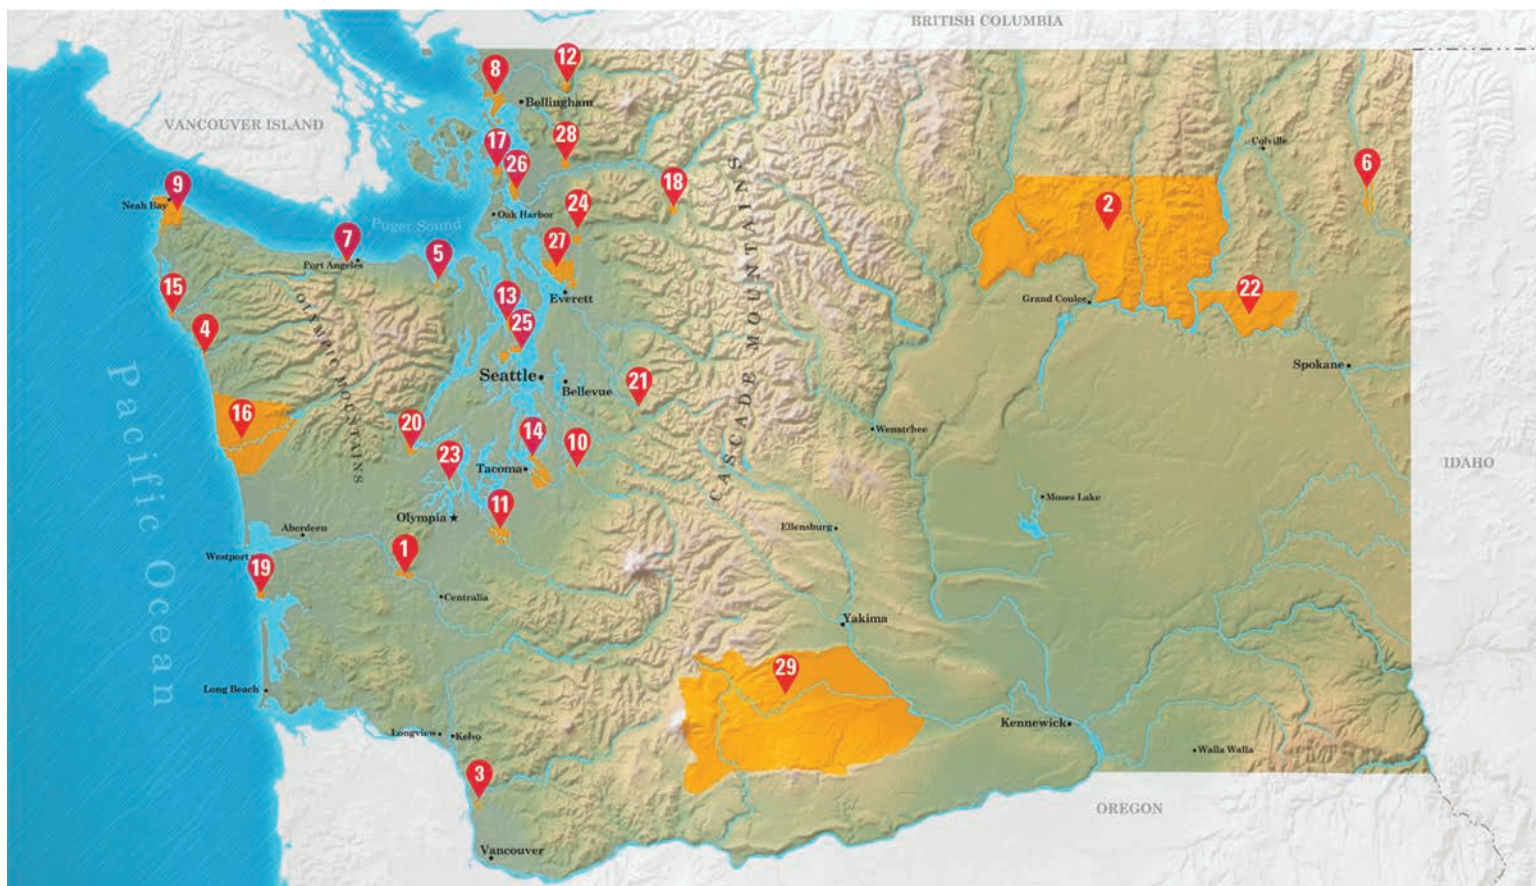 BRITISH COLUMBIA
12
8
Bellingham
VANCOUVER ISLAND
17
28
Colville
26
6
9
18
Neah Bay
24
2
Oak Harbor
Puget Sound
7
27
5
Port Angeles
15
13
Everett
22
Grand Coulee
4
25
OLYMPIC MOUNTAINS
CASCADE MOUNTAINS
Spokane
Seattle
21
Bellevue
Pacific Ocean
16
20
14
10
Wenatchee
23
Tacoma
IDAHO
11
Moses Lake
Olympia
Aberdeen
Ellensburg
1
Westport
19
Centralia
Yakima
29
Long Beach
Longview
Kelso
Kennewick
Walla Walla
3
OREGON
Vancouver